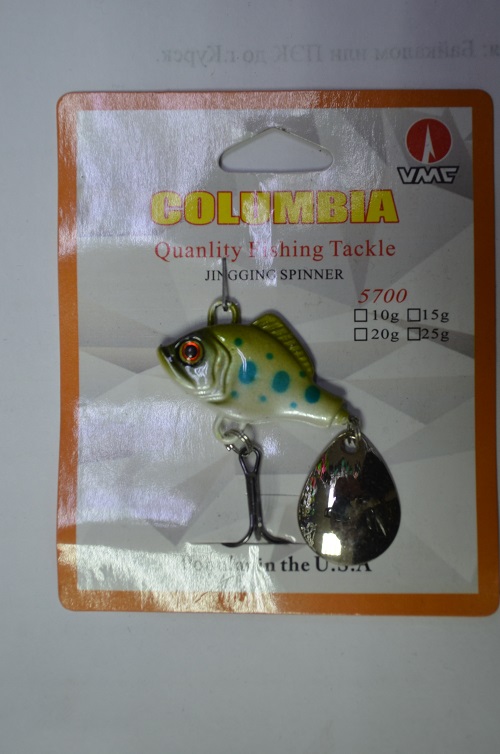 Байкалом или ПЭК до г.Курск.
VMC
COLUMBIA
Quanlity Fishing Tackle
JINGGING SPINNER
5700
10g 15g
20g 25g
Popular in the U.S.A